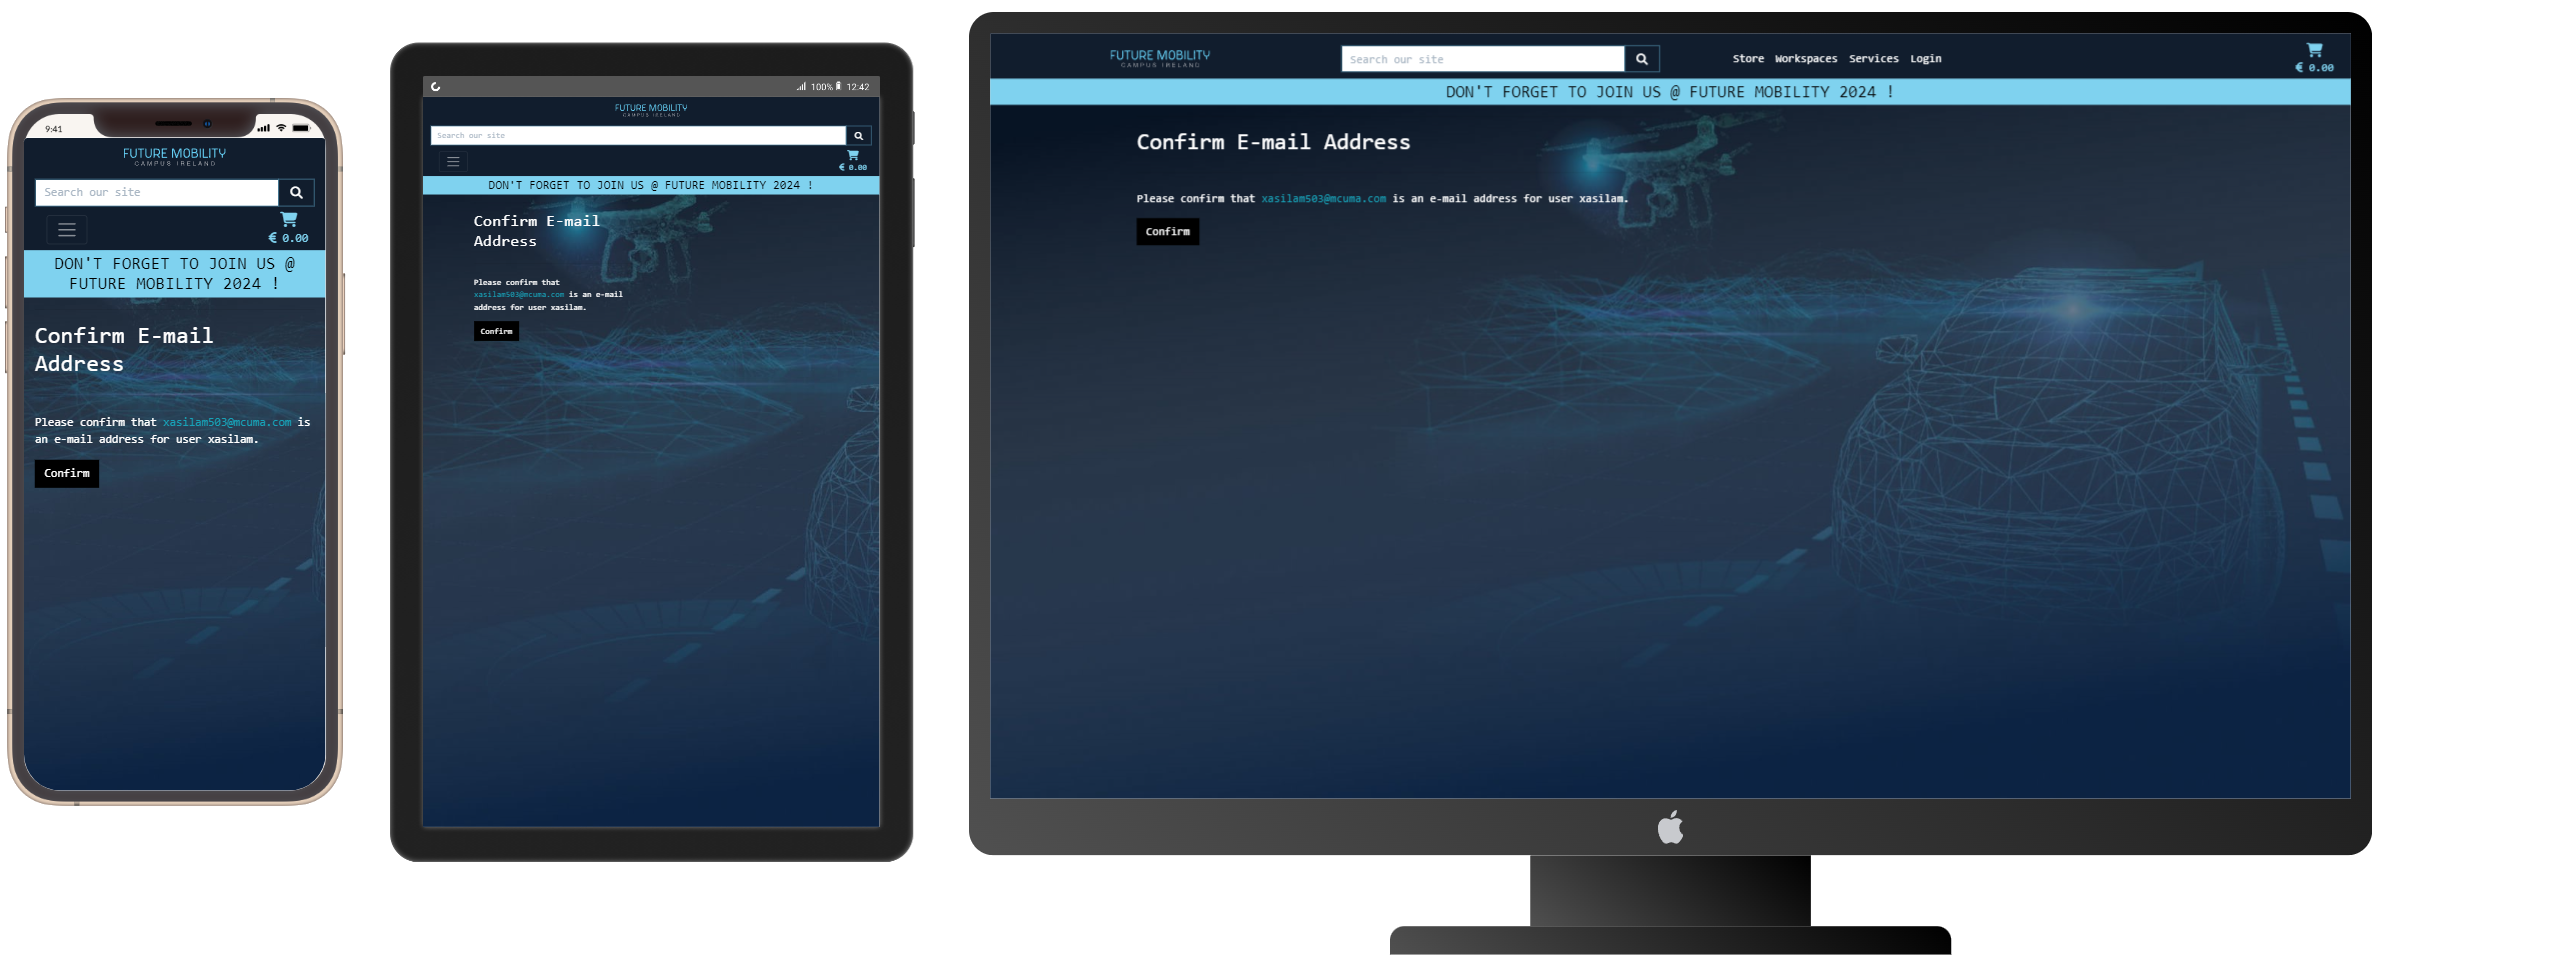 9:41
FUTURE MOBILITY
CAMPUS IRELAND
Search our site
€ 0.00
DON'T FORGET TO JOIN US @
FUTURE MOBILITY 2024 !
Confirm E-mail
Address
Please confirm that xasilam503@mcuma.com is
an e-mail address for user xasilam.
Confirm
100% 12:42
FUTURE MOBILITY
CAMPUS IRELAND
Search our site
€ 0.00
DON'T FORGET TO JOIN US @ FUTURE MOBILITY 2024 !
Confirm E-mail
Address
Please confirm that
xasilam503@mcuma.com is an e-mail
address for user xasilam.
Confirm
FUTURE MOBILITY
CAMPUS IRELAND
Search our site
Store Workspaces Services Login
€ 0.00
DON'T FORGET TO JOIN US @ FUTURE MOBILITY 2024 !
Confirm E-mail Address
Please confirm that xasilam503@mcuma.com is an e-mail address for user xasilam.
Confirm